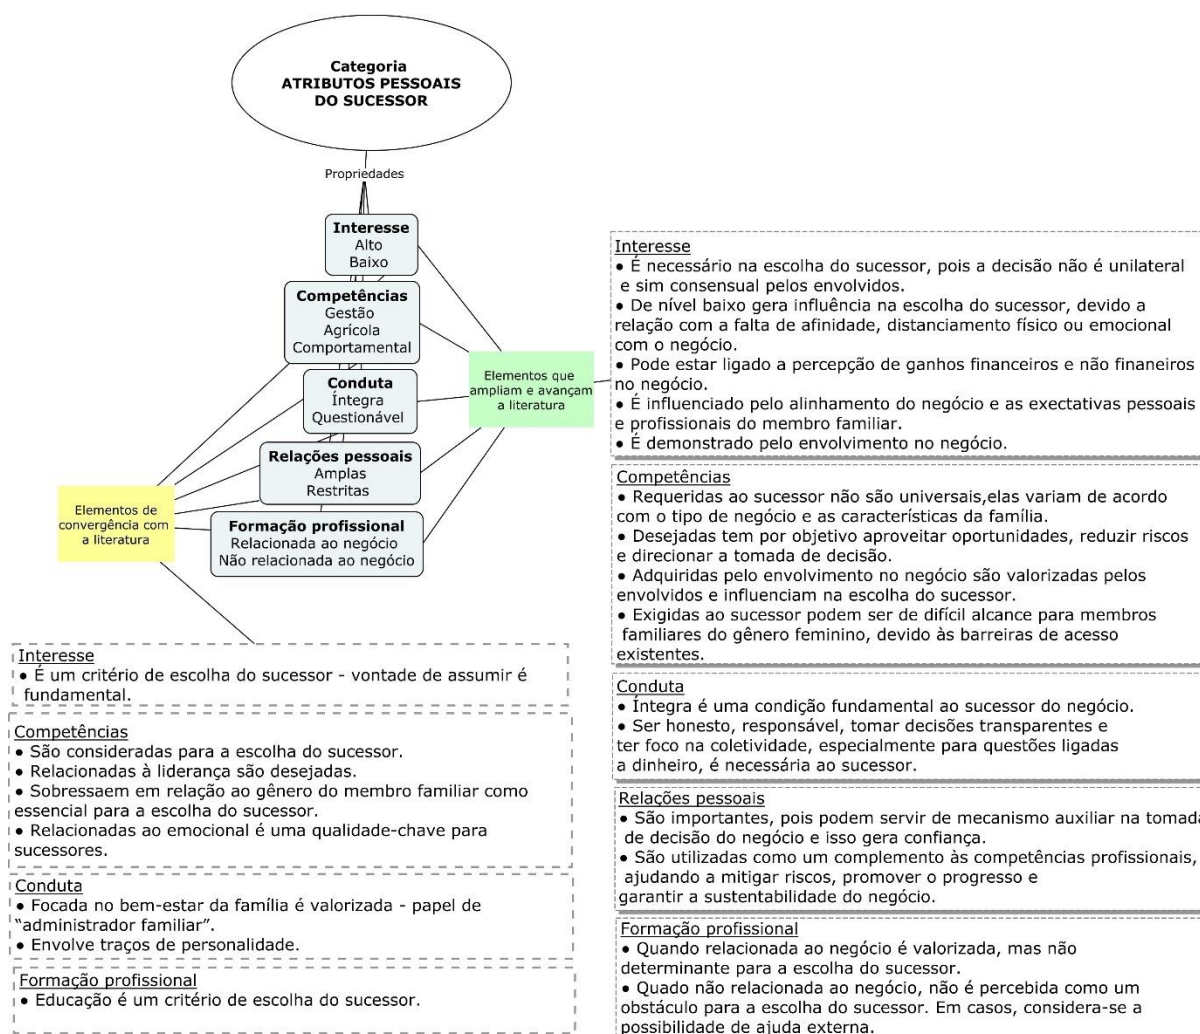 Categoria
ATRIBUTOS PESSOAIS
DO SUCESSOR
Propriedades
Interesse
Alto
Baixo
Competências
Gestão
Agrícola
Comportamental
Conduta
Íntegra
Questionável
Relações pessoais
Amplas
Restritas
Formação profissional
Relacionada ao negócio
Não relacionada ao negócio
Elementos que
ampliam e avançam
a literatura
Elementos de
convergência com
a literatura
Interesse
● É necessário na escolha do sucessor, pois a decisão não é unilateral
e sim consensual pelos envolvidos.
● De nível baixo gera influência na escolha do sucessor, devido a
relação com a falta de afinidade, distanciamento físico ou emocional
com o negócio.
● Pode estar ligado a percepção de ganhos financeiros e não finaneiros
no negócio.
● É influenciado pelo alinhamento do negócio e as exectativas pessoais
e profissionais do membro familiar.
● É demonstrado pelo envolvimento no negócio.
Competências
● Requeridas ao sucessor não são universais,elas variam de acordo
com o tipo de negócio e as características da família.
● Desejadas tem por objetivo aproveitar oportunidades, reduzir riscos
e direcionar a tomada de decisão.
● Adquiridas pelo envolvimento no negócio são valorizadas pelos
envolvidos e influenciam na escolha do sucessor.
● Exigidas ao sucessor podem ser de difícil alcance para membros
familiares do gênero feminino, devido às barreiras de acesso
existentes.
Conduta
● Íntegra é uma condição fundamental ao sucessor do negócio.
● Ser honesto, responsável, tomar decisões transparentes e
ter foco na coletividade, especialmente para questões ligadas
a dinheiro, é necessária ao sucessor.
Relações pessoais
● São importantes, pois podem servir de mecanismo auxiliar na tomada
de decisão do negócio e isso gera confiança.
● São utilizadas como um complemento às competências profissionais,
ajudando a mitigar riscos, promover o progresso e
garantir a sustentabilidade do negócio.
Formação profissional
● Quando relacionada ao negócio é valorizada, mas não
determinante para a escolha do sucessor.
● Quado não relacionada ao negócio, não é percebida como um
obstáculo para a escolha do sucessor. Em casos, considera-se a
possibilidade de ajuda externa.
Interesse
● É um critério de escolha do sucessor - vontade de assumir é
fundamental.
Competências
● São consideradas para a escolha do sucessor.
● Relacionadas à liderança são desejadas.
● Sobressaem em relação ao gênero do membro familiar como
essencial para a escolha do sucessor.
● Relacionadas ao emocional é uma qualidade-chave para
sucessores.
Conduta
● Focada no bem-estar da família é valorizada - papel de
“administrador familiar”.
● Envolve traços de personalidade.
Formação profissional
● Educação é um critério de escolha do sucessor.